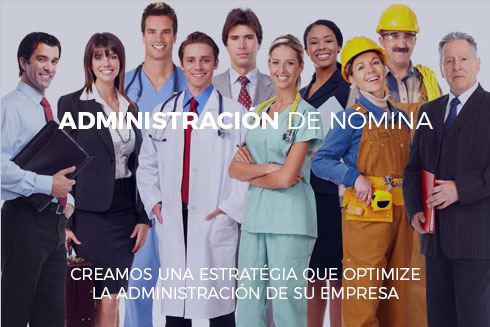 ADMINISTRACIÓN DE NÓMINA
CREAMOS UNA ESTRATÉGIA QUE OPTIMIZE
LA ADMINISTRACIÓN DE SU EMPRESA